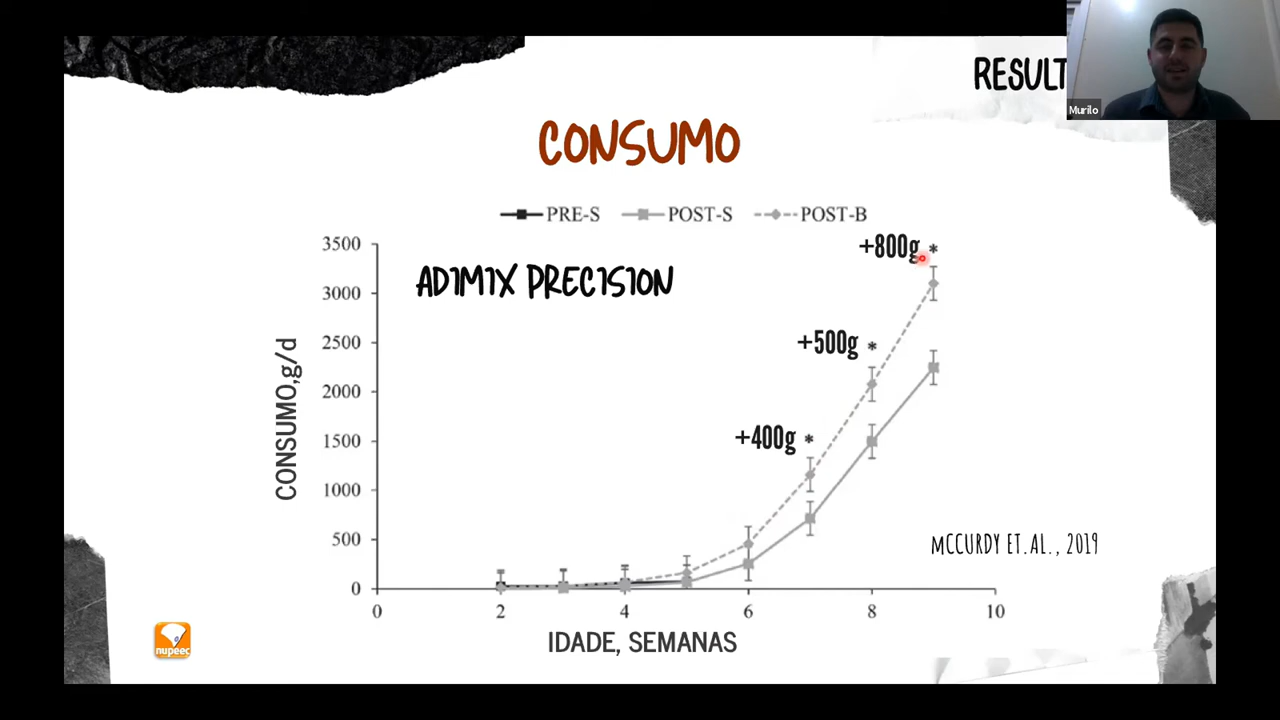 RESULT
Murilo
CONSUMO
PRE-S POST-S POST-B
ADIMIX PRECISION
+800g *
+500g *
+400g *
CONSUMO,g/d
3500
3000
2500
2000
1500
1000
500
0
0 2 4 6 8 10
IDADE, SEMANAS
MCCURDY ET.AL., 2019
nupeec